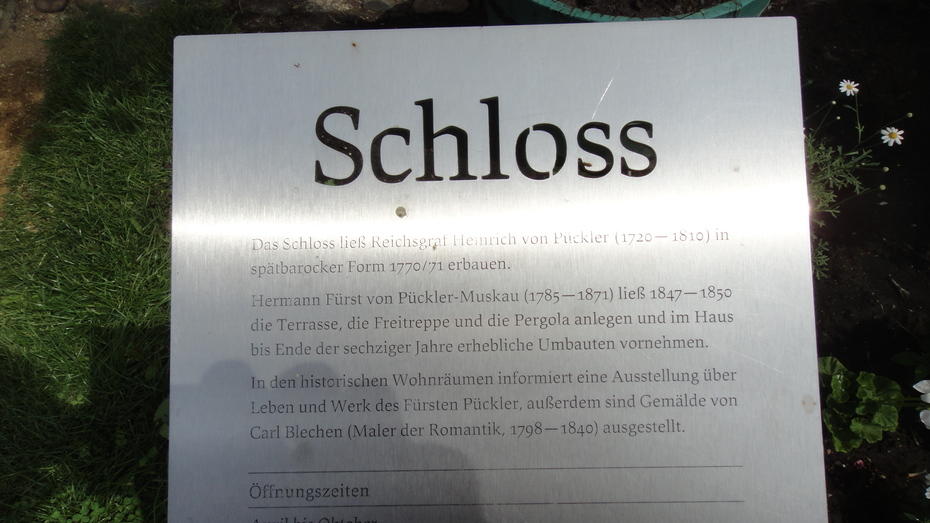 Schloss
Das Schloss ließ Reichsgraf Heinrich von Pückler (1720—1810) in
spätbarocker Form 1770/71 erbauen.
Hermann Fürst von Pückler-Muskau (1785—1871) ließ 1847—1850
die Terrasse, die Freitreppe und die Pergola anlegen und im Haus
bis Ende der sechziger Jahre erhebliche Umbauten vornehmen.
In den historischen Wohnräumen informiert eine Ausstellung über
Leben und Werk des Fürsten Pückler, außerdem sind Gemälde von
Carl Blechen (Maler der Romantik, 1798—1840) ausgestellt.
Öffnungszeiten
April bis Oktober